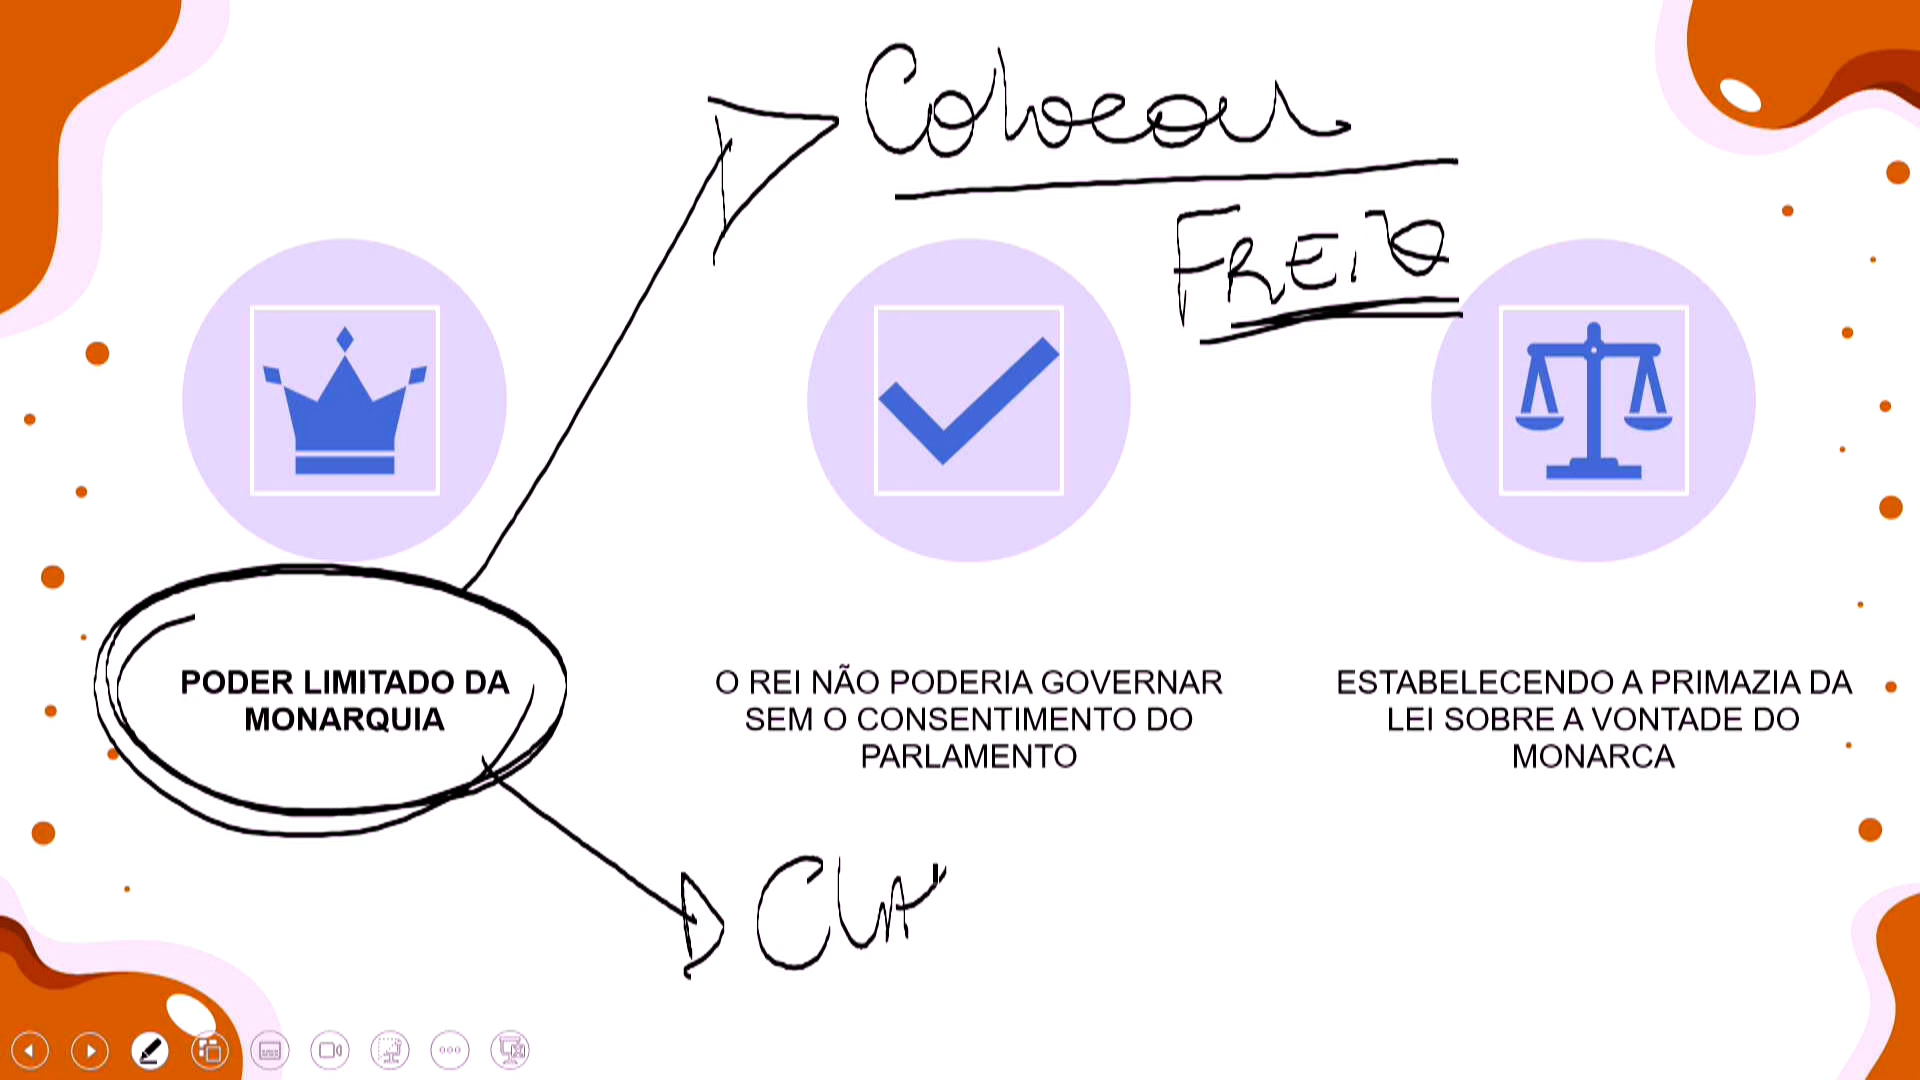 Colocar
FREIO
PODER LIMITADO DA
MONARQUIA
O REI NÃO PODERIA GOVERNAR
SEM O CONSENTIMENTO DO
PARLAMENTO
ESTABELECENDO A PRIMAZIA DA
LEI SOBRE A VONTADE DO
MONARCA